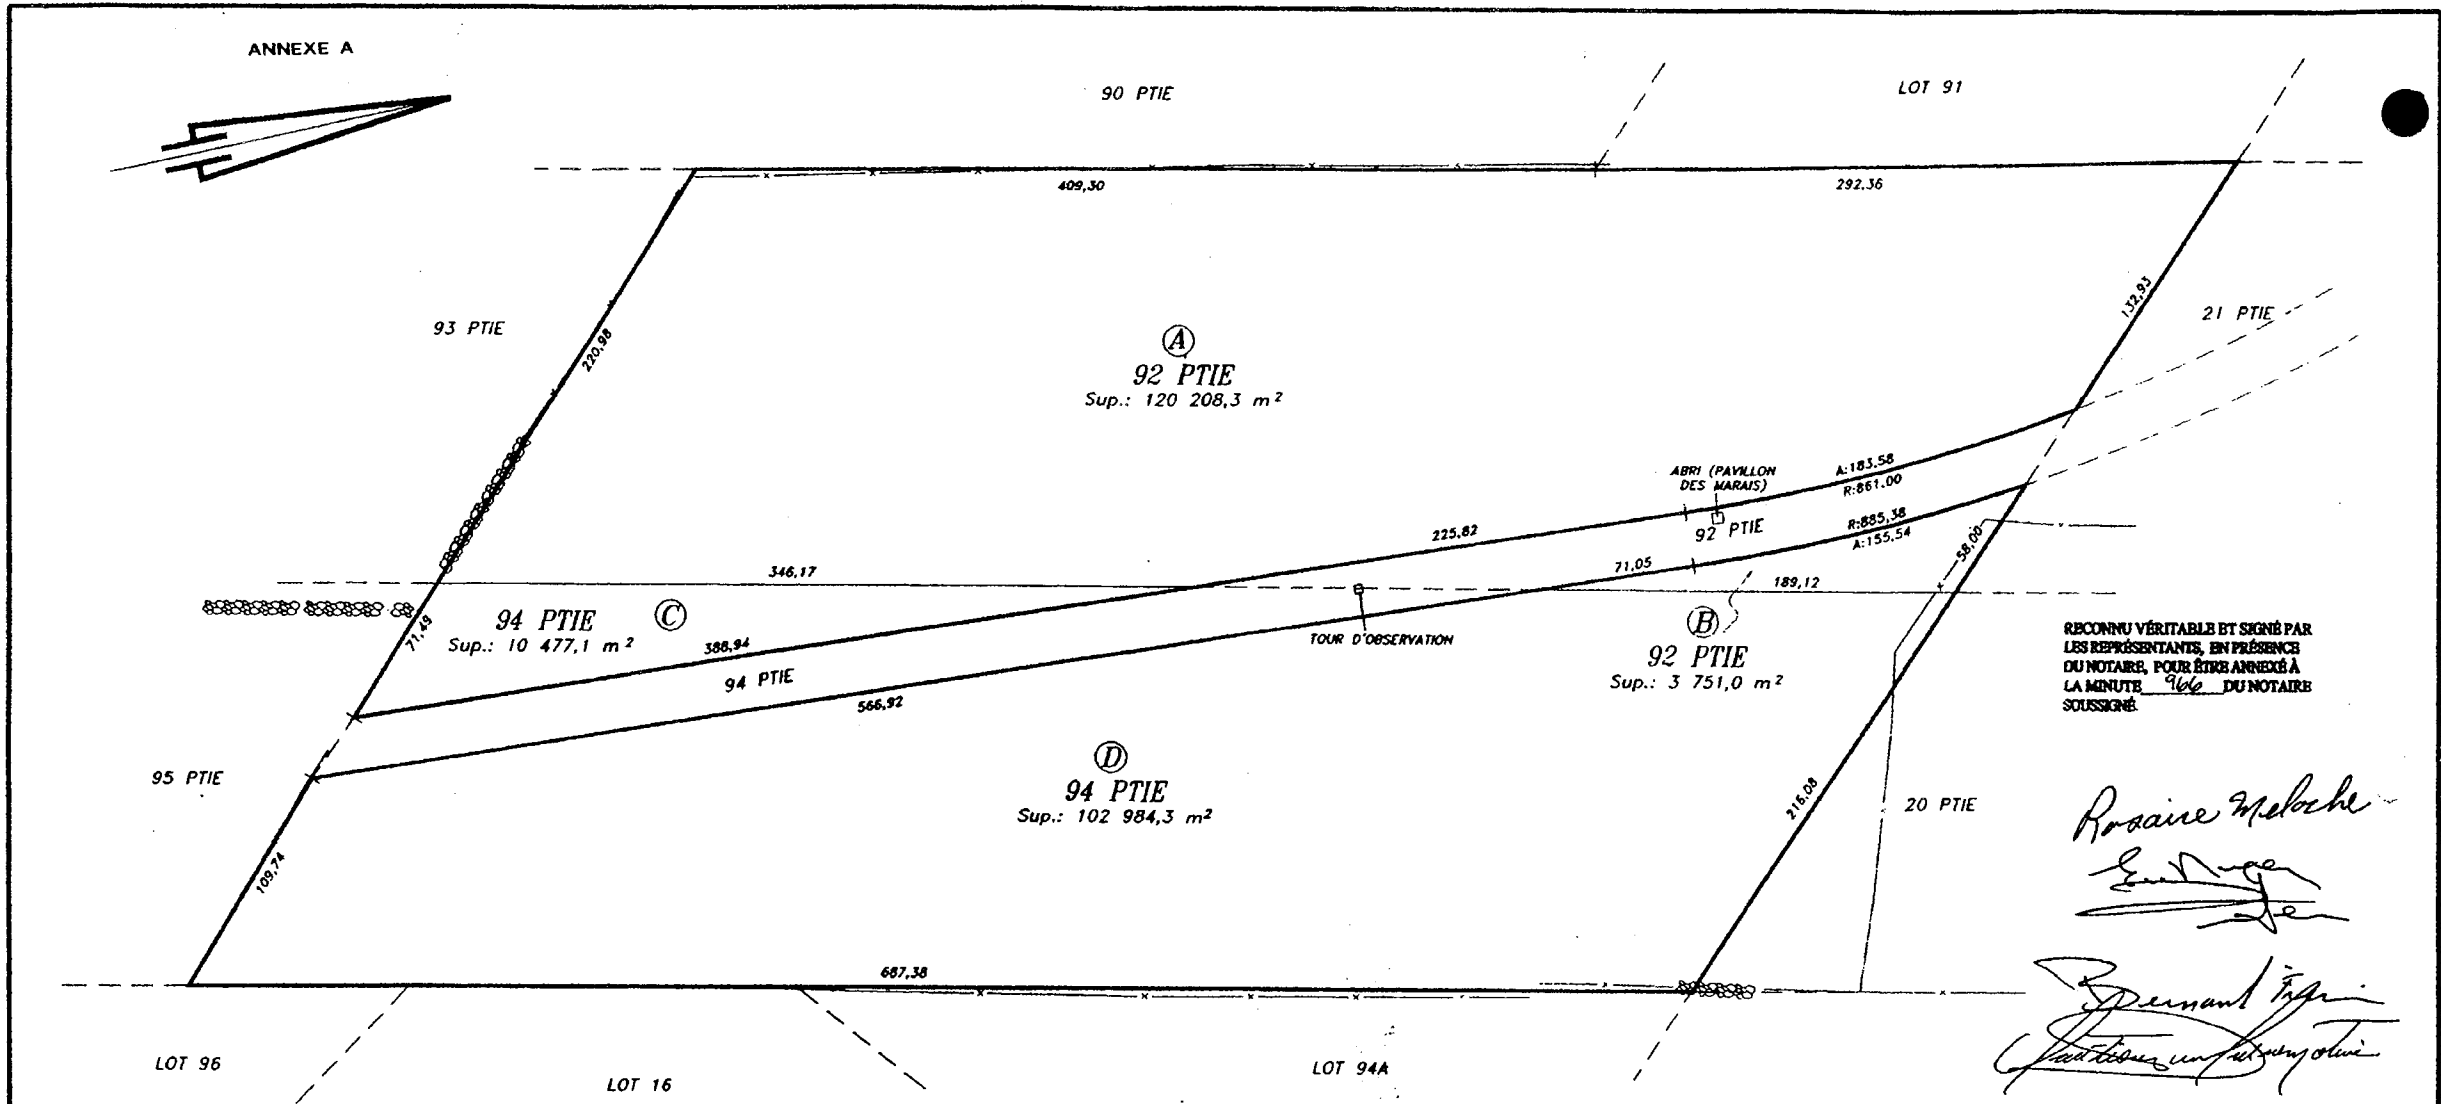 ANNEXE A
90 PTIE
LOT 91
409,30
292,36
93 PTIE
220,98
132,93
21 PTIE
A
92 PTIE
Sup.: 120 208,3 m²
ABRI (PAVILLON
DES MARAIS)
A:183.58
R:861.00
92 PTIE
R:885,38
A:155.54
225,82
346,17
71,05
189,12
58,00
94 PTIE
C
Sup.: 10 477,1 m²
71,49
388,94
94 PTIE
566,92
TOUR D'OBSERVATION
B
92 PTIE
Sup.: 3 751,0 m²
RECONNU VÉRITABLE ET SIGNÉ PAR
LES REPRÉSENTANTS, EN PRÉSENCE
DU NOTAIRE, POUR ÊTRE ANNEXÉ À
LA MINUTE 966 DU NOTAIRE
SOUSSIGNÉ.
95 PTIE
D
94 PTIE
Sup.: 102 984,3 m²
109,74
216,08
20 PTIE
Rosaire Meloche
687,38
LOT 96
LOT 16
LOT 94A